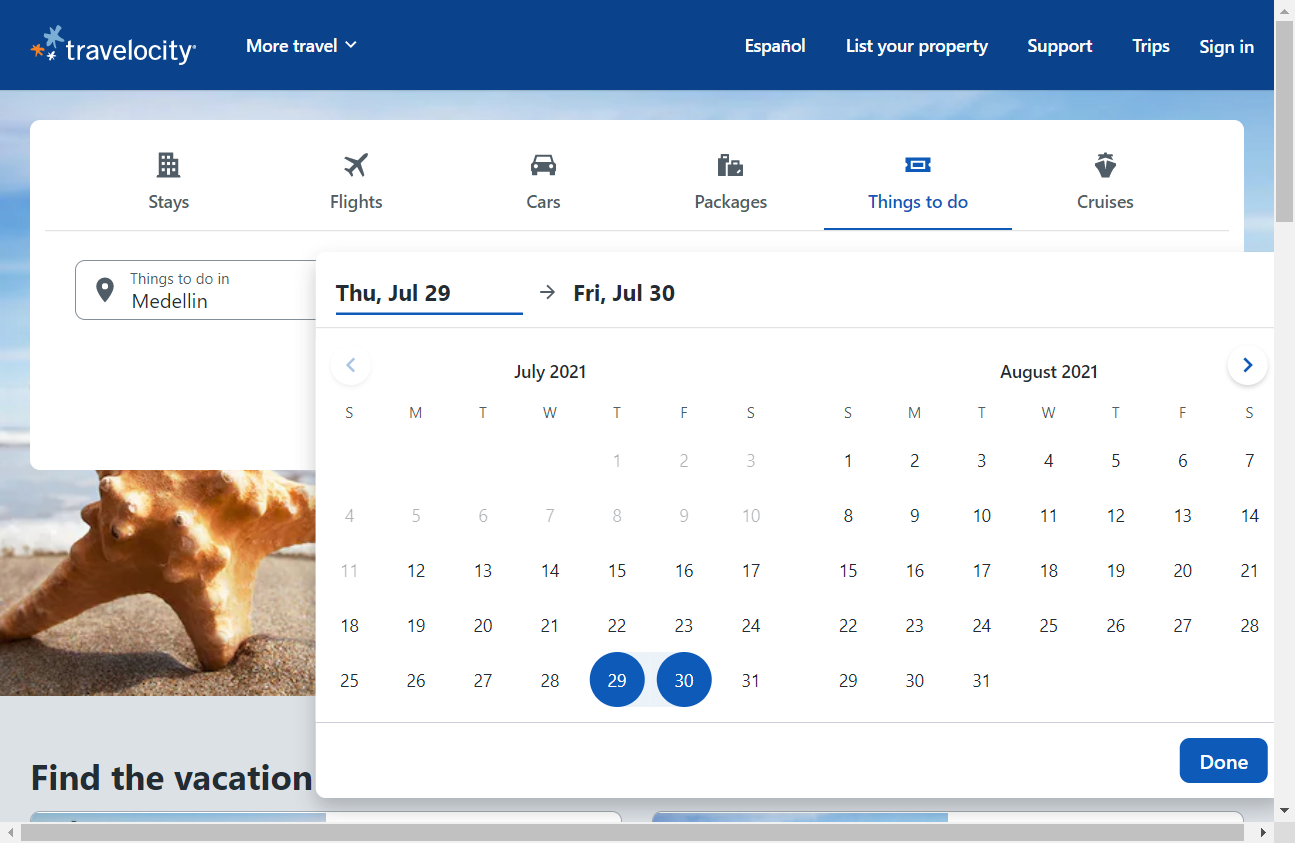 travelocity
More travel
Español
List your property
Support
Trips
Sign in
Stays
Flights
Cars
Packages
Things to do
Cruises
Things to do in
Medellin
Thu, Jul 29
Fri, Jul 30
July 2021
S M T W T F S
1 2 3
4 5 6 7 8 9 10
11 12 13 14 15 16 17
18 19 20 21 22 23 24
25 26 27 28 29 30 31
August 2021
S M T W T F S
1 2 3 4 5 6 7
8 9 10 11 12 13 14
15 16 17 18 19 20 21
22 23 24 25 26 27 28
29 30 31
Done
Find the vacation